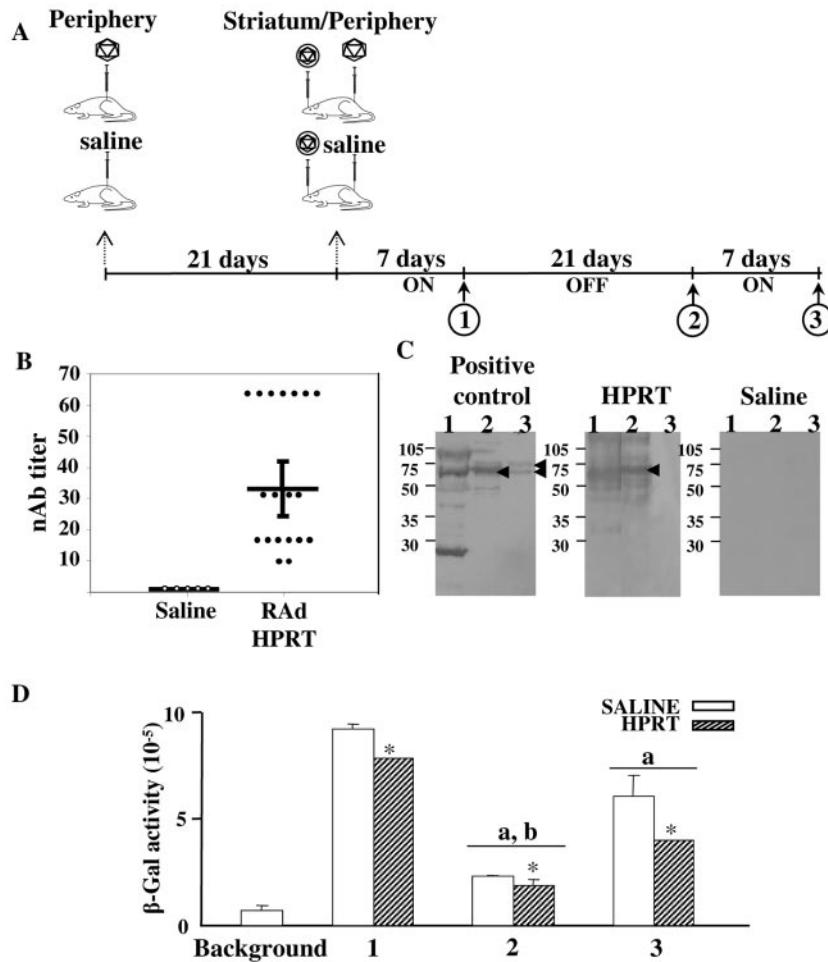 A
Periphery
Striatum/Periphery
saline
saline
21 days
7 days
21 days
7 days
ON
OFF
ON
1
2
3
B
nAb titer
70
60
50
40
30
20
10
Saline
RAd
HPRT
C
Positive
control
HPRT
Saline
1 2 3
1 2 3
1 2 3
105
75
50
35
30
105
75
50
35
30
105
75
50
35
30
D
β-Gal activity (10⁻⁵)
10
5
0
SALINE
HPRT
*
a, b
*
a
*
Background
1
2
3